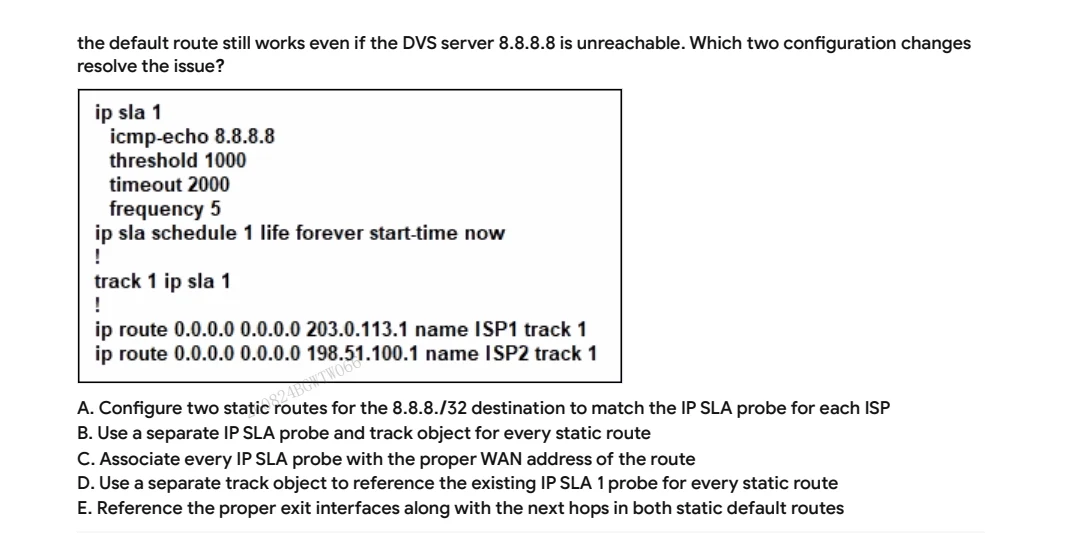 the default route still works even if the DVS server 8.8.8.8 is unreachable. Which two configuration changes
resolve the issue?
ip sla 1
icmp-echo 8.8.8.8
threshold 1000
timeout 2000
frequency 5
ip sla schedule 1 life forever start-time now
!
track 1 ip sla 1
!
ip route 0.0.0.0 0.0.0.0 203.0.113.1 name ISP1 track 1
ip route 0.0.0.0 0.0.0.0 198.51.100.1 name ISP2 track 1
A. Configure two static routes for the 8.8.8./32 destination to match the IP SLA probe for each ISP
B. Use a separate IP SLA probe and track object for every static route
C. Associate every IP SLA probe with the proper WAN address of the route
D. Use a separate track object to reference the existing IP SLA 1 probe for every static route
E. Reference the proper exit interfaces along with the next hops in both static default routes